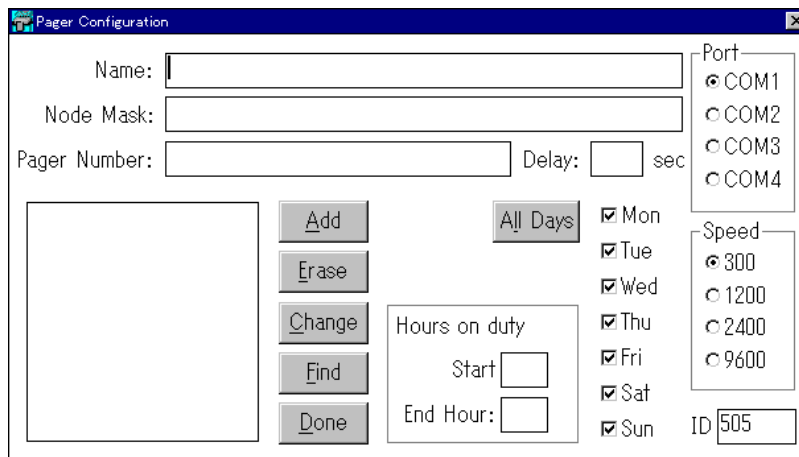 Pager Configuration
Name:
Node Mask:
Pager Number:
Delay:
sec
Port
COM1
COM2
COM3
COM4
Add
Erase
Change
Find
Done
All Days
Mon
Tue
Wed
Thu
Fri
Sat
Sun
Hours on duty
Start
End Hour:
Speed
300
1200
2400
9600
ID 505